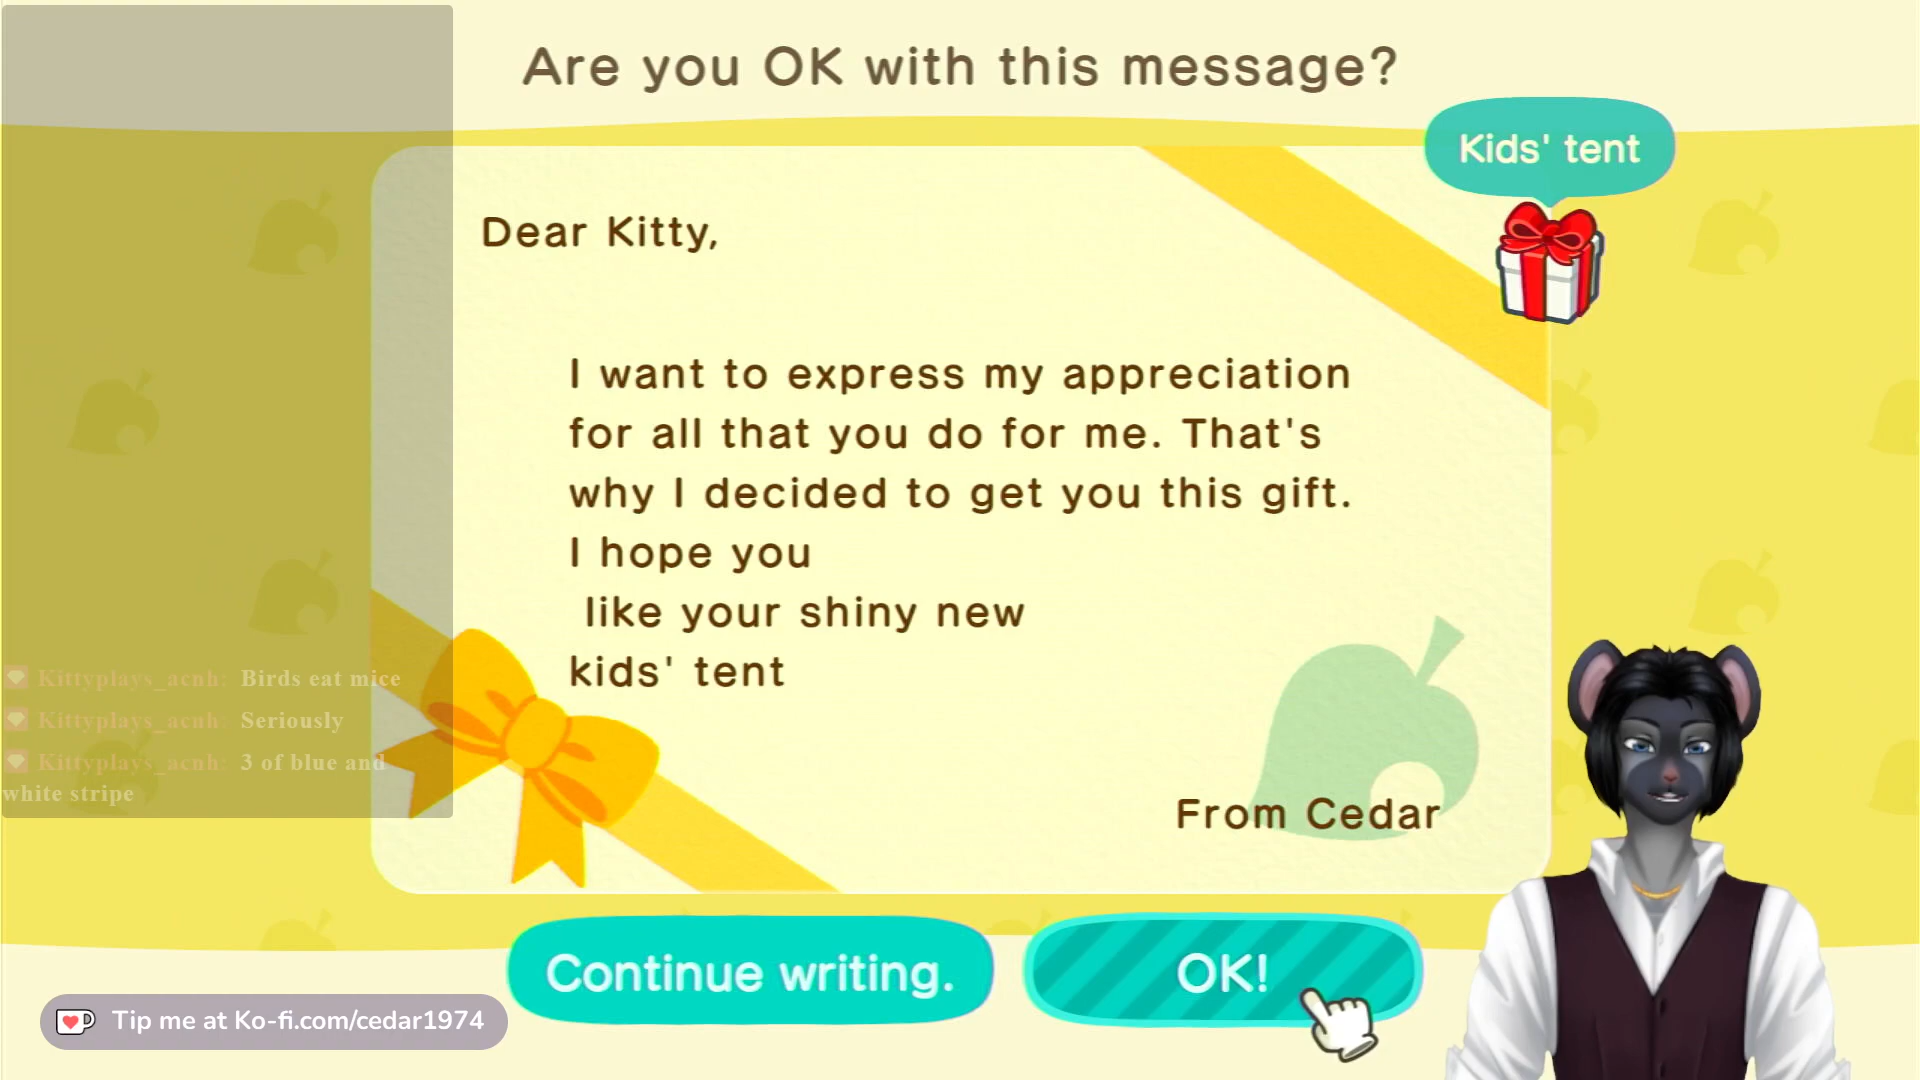 Are you OK with this message?
Kids' tent
Dear Kitty,
I want to express my appreciation
for all that you do for me. That's
why I decided to get you this gift.
I hope you
like your shiny new
kids' tent
From Cedar
Kittyplays_acnh: Birds eat mice
Kittyplays_acnh: Seriously
Kittyplays_acnh: 3 of blue and
white stripe
Continue writing.
OK!
Tip me at Ko-fi.com/cedar1974